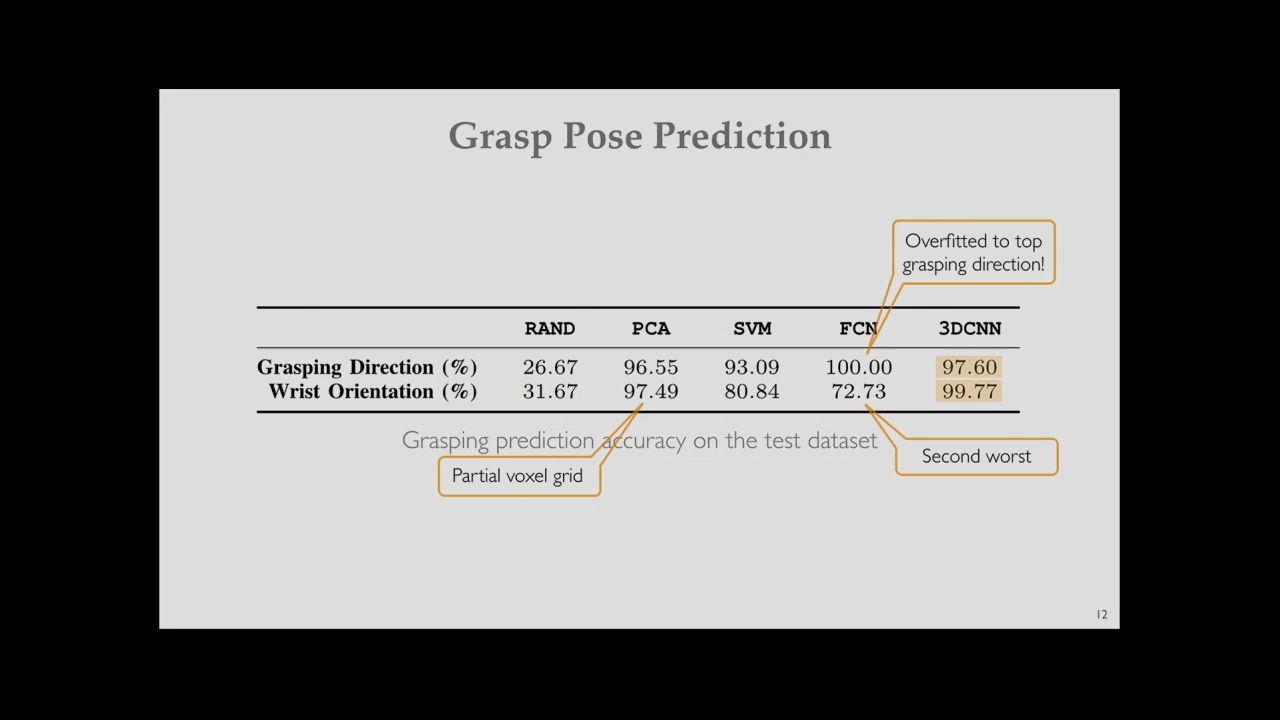 Grasp Pose Prediction
Overfitted to top
grasping direction!
RAND PCA SVM FCN 3DCNN
Grasping Direction (%) 26.67 96.55 93.09 100.00 97.60
Wrist Orientation (%) 31.67 97.49 80.84 72.73 99.77
Grasping prediction accuracy on the test dataset
Partial voxel grid
Second worst
12